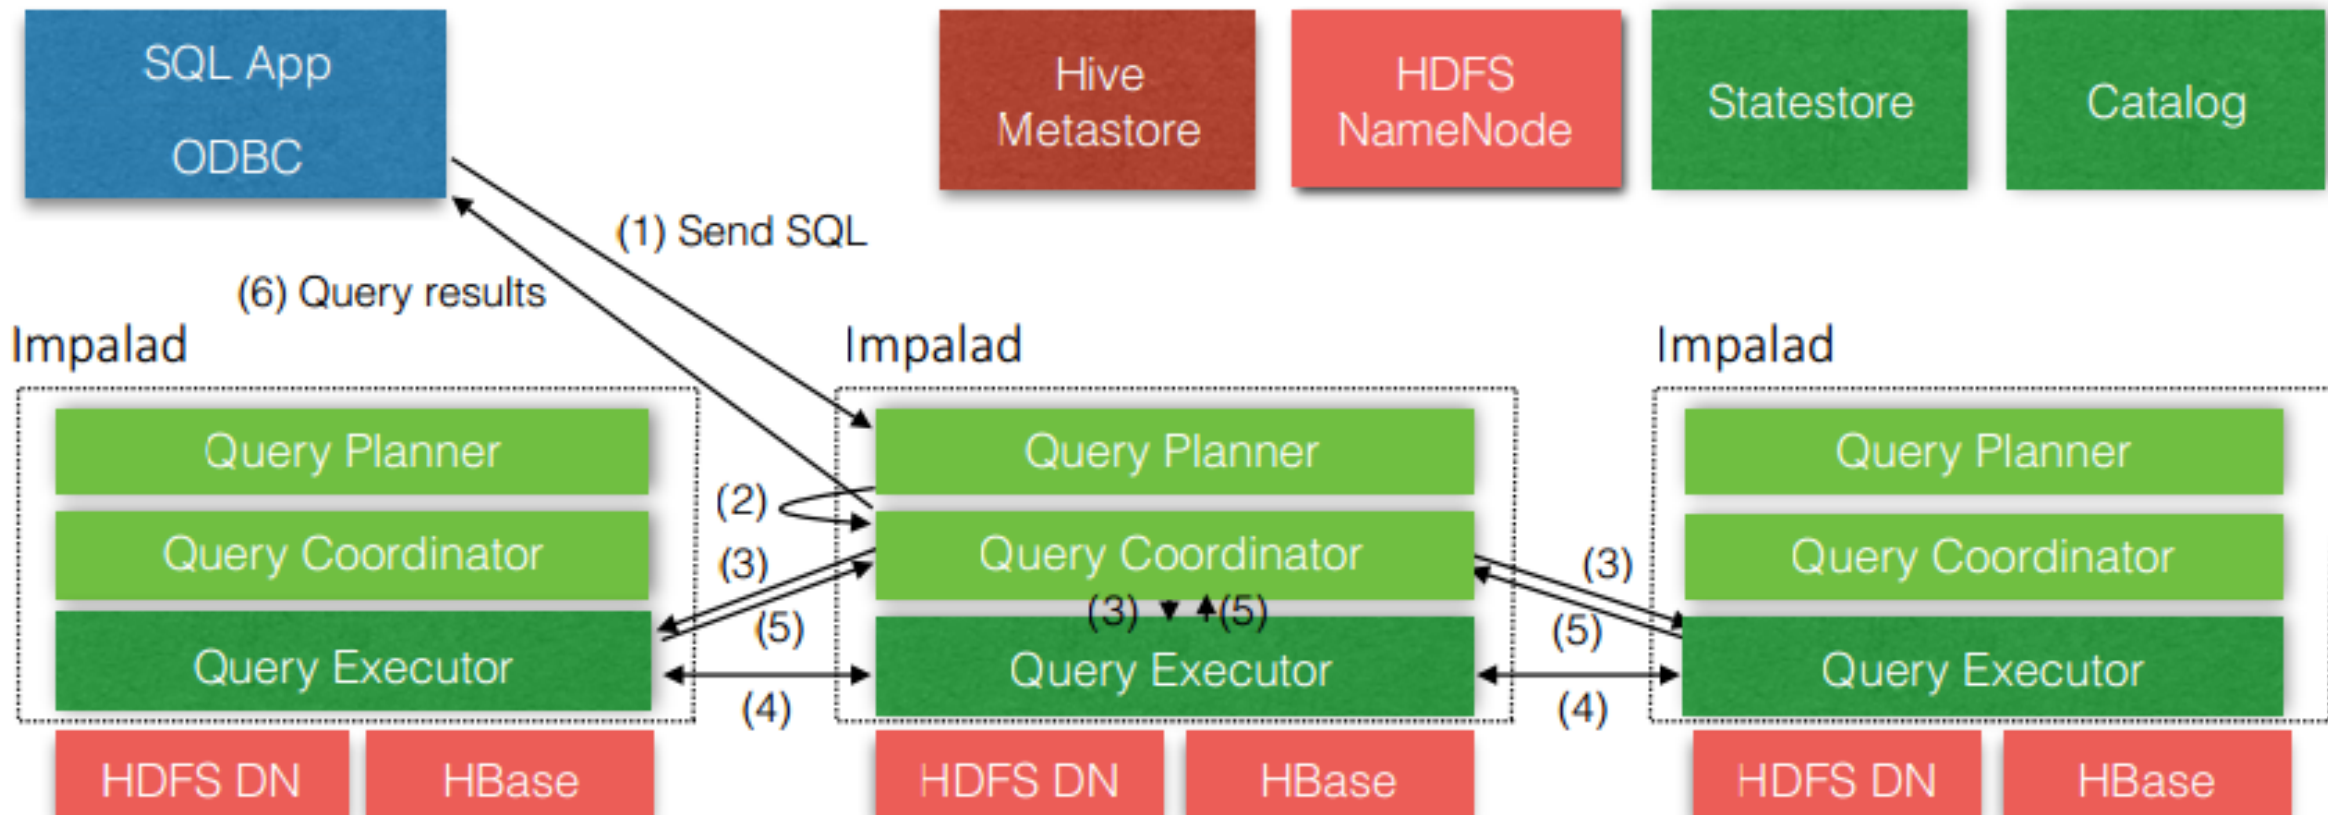 SQL App
ODBC
Hive
Metastore
HDFS
NameNode
Statestore
Catalog
(1) Send SQL
(6) Query results
Impalad
Impalad
Impalad
Query Planner
Query Planner
Query Planner
(2)
Query Coordinator
Query Coordinator
Query Coordinator
(3)
(3)
(3)
(5)
(5)
(5)
Query Executor
Query Executor
Query Executor
(4)
(4)
HDFS DN
HBase
HDFS DN
HBase
HDFS DN
HBase